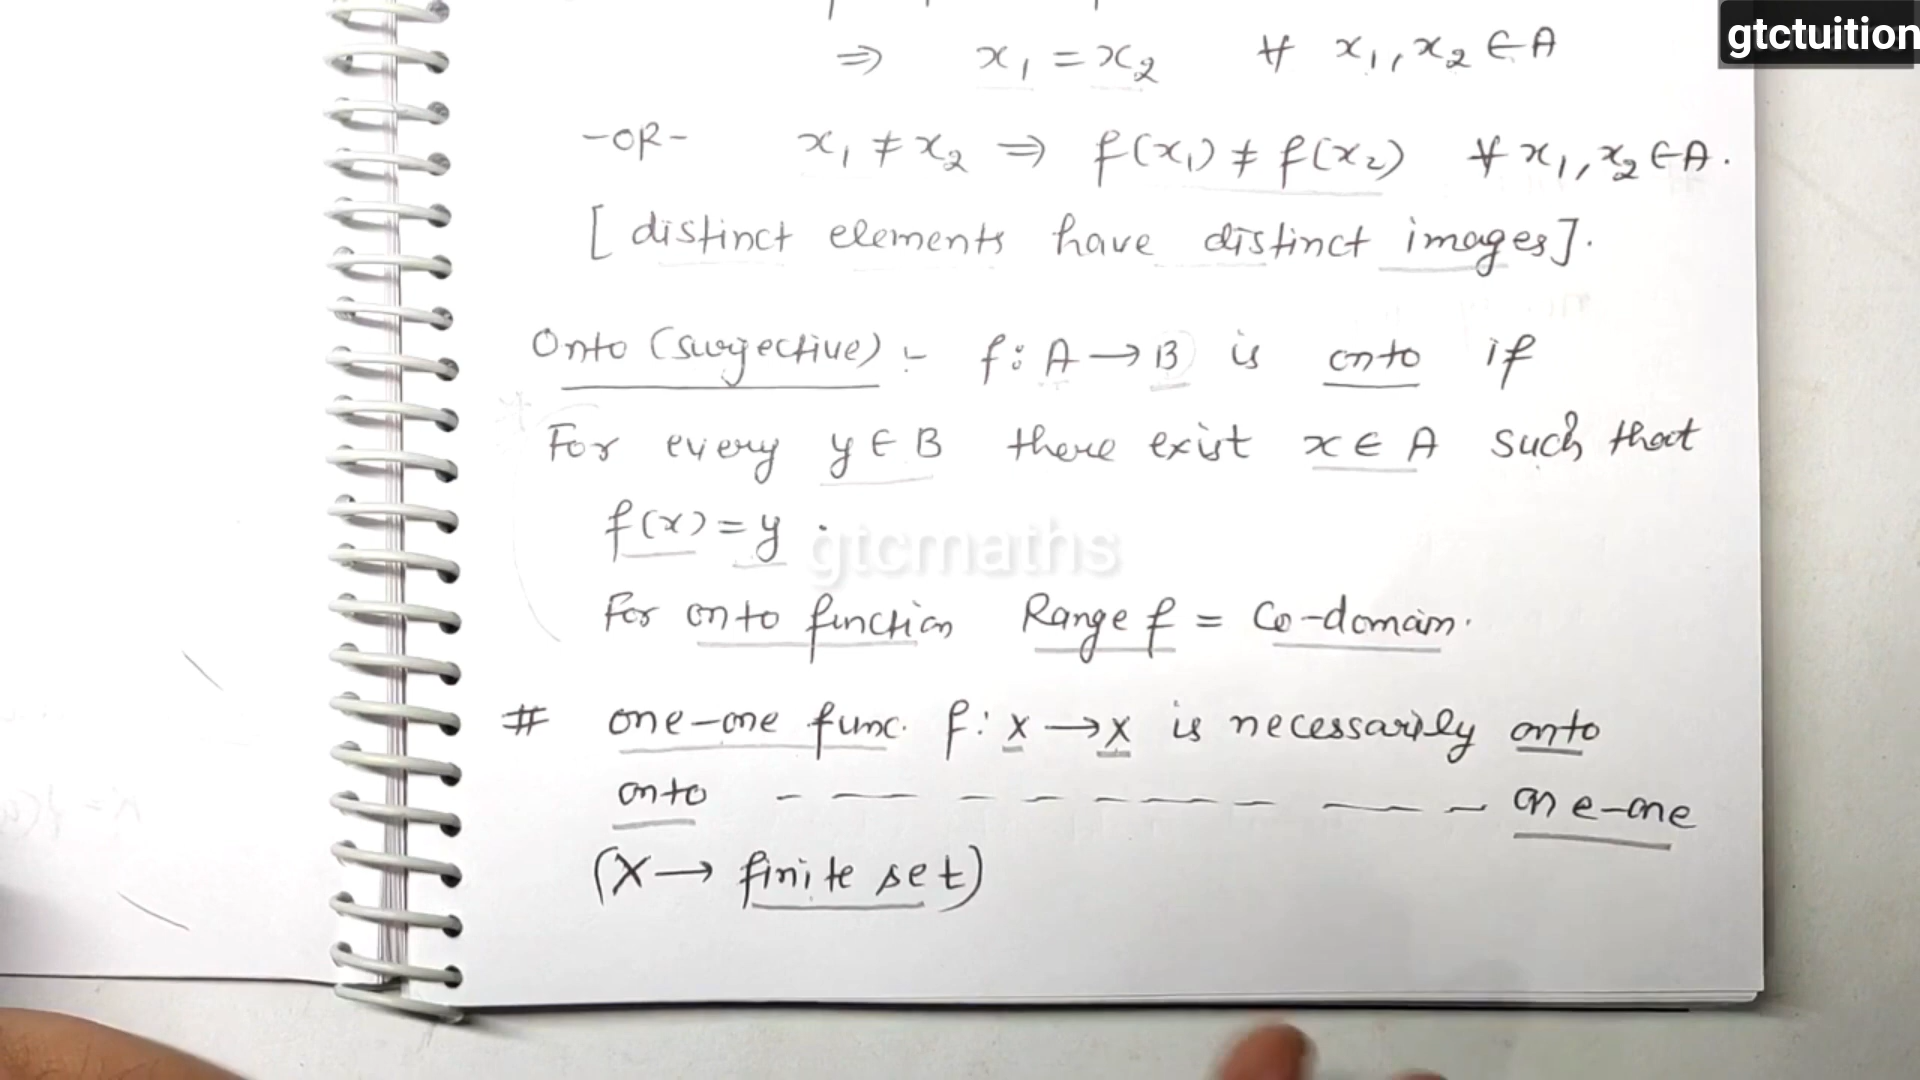 gtctuition
⇒ x₁ = x₂ ∀ x₁, x₂ ∈ A
-OR- x₁ ≠ x₂ ⇒ f(x₁) ≠ f(x₂) ∀ x₁, x₂ ∈ A.
[distinct elements have distinct images].
Onto (surjective) :- f: A → B is onto if
For every y ∈ B there exist x ∈ A such that
f(x) = y.
gtcmaths
For onto function Range f = Co-domain.
# one-one func. f: X → X is necessarily onto
onto - — - - - — - — - one-one
(X → finite set)